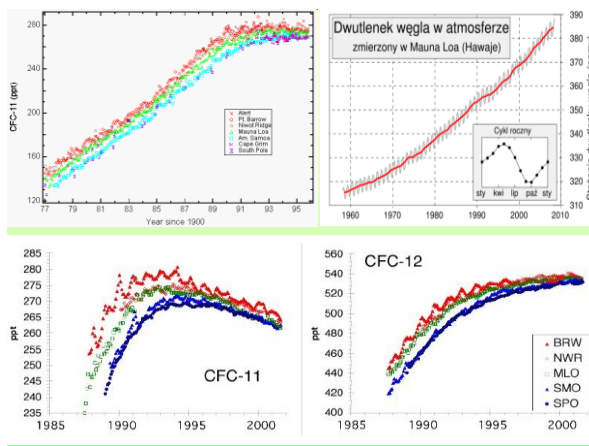 CFC-11 (ppt)
280
240
200
160
120
Alert
Pt. Barrow
Niwot Ridge
Mauna Loa
Am. Samoa
Cape Grim
South Pole
77 79 81 83 85 87 89 91 93 95
Year since 1900
Dwutlenek węgla w atmosferze
zmierzony w Mauna Loa (Hawaje)
390
380
370
360
350
340
330
320
310
Cykl roczny
sty kwi lip paź sty
1960 1970 1980 1990 2000 2010
ppt
285
280
275
270
265
260
255
250
245
240
235
CFC-11
1985 1990 1995 2000
ppt
560
540
520
500
480
460
440
420
400
CFC-12
BRW
NWR
MLO
SMO
SPO
1985 1990 1995 2000